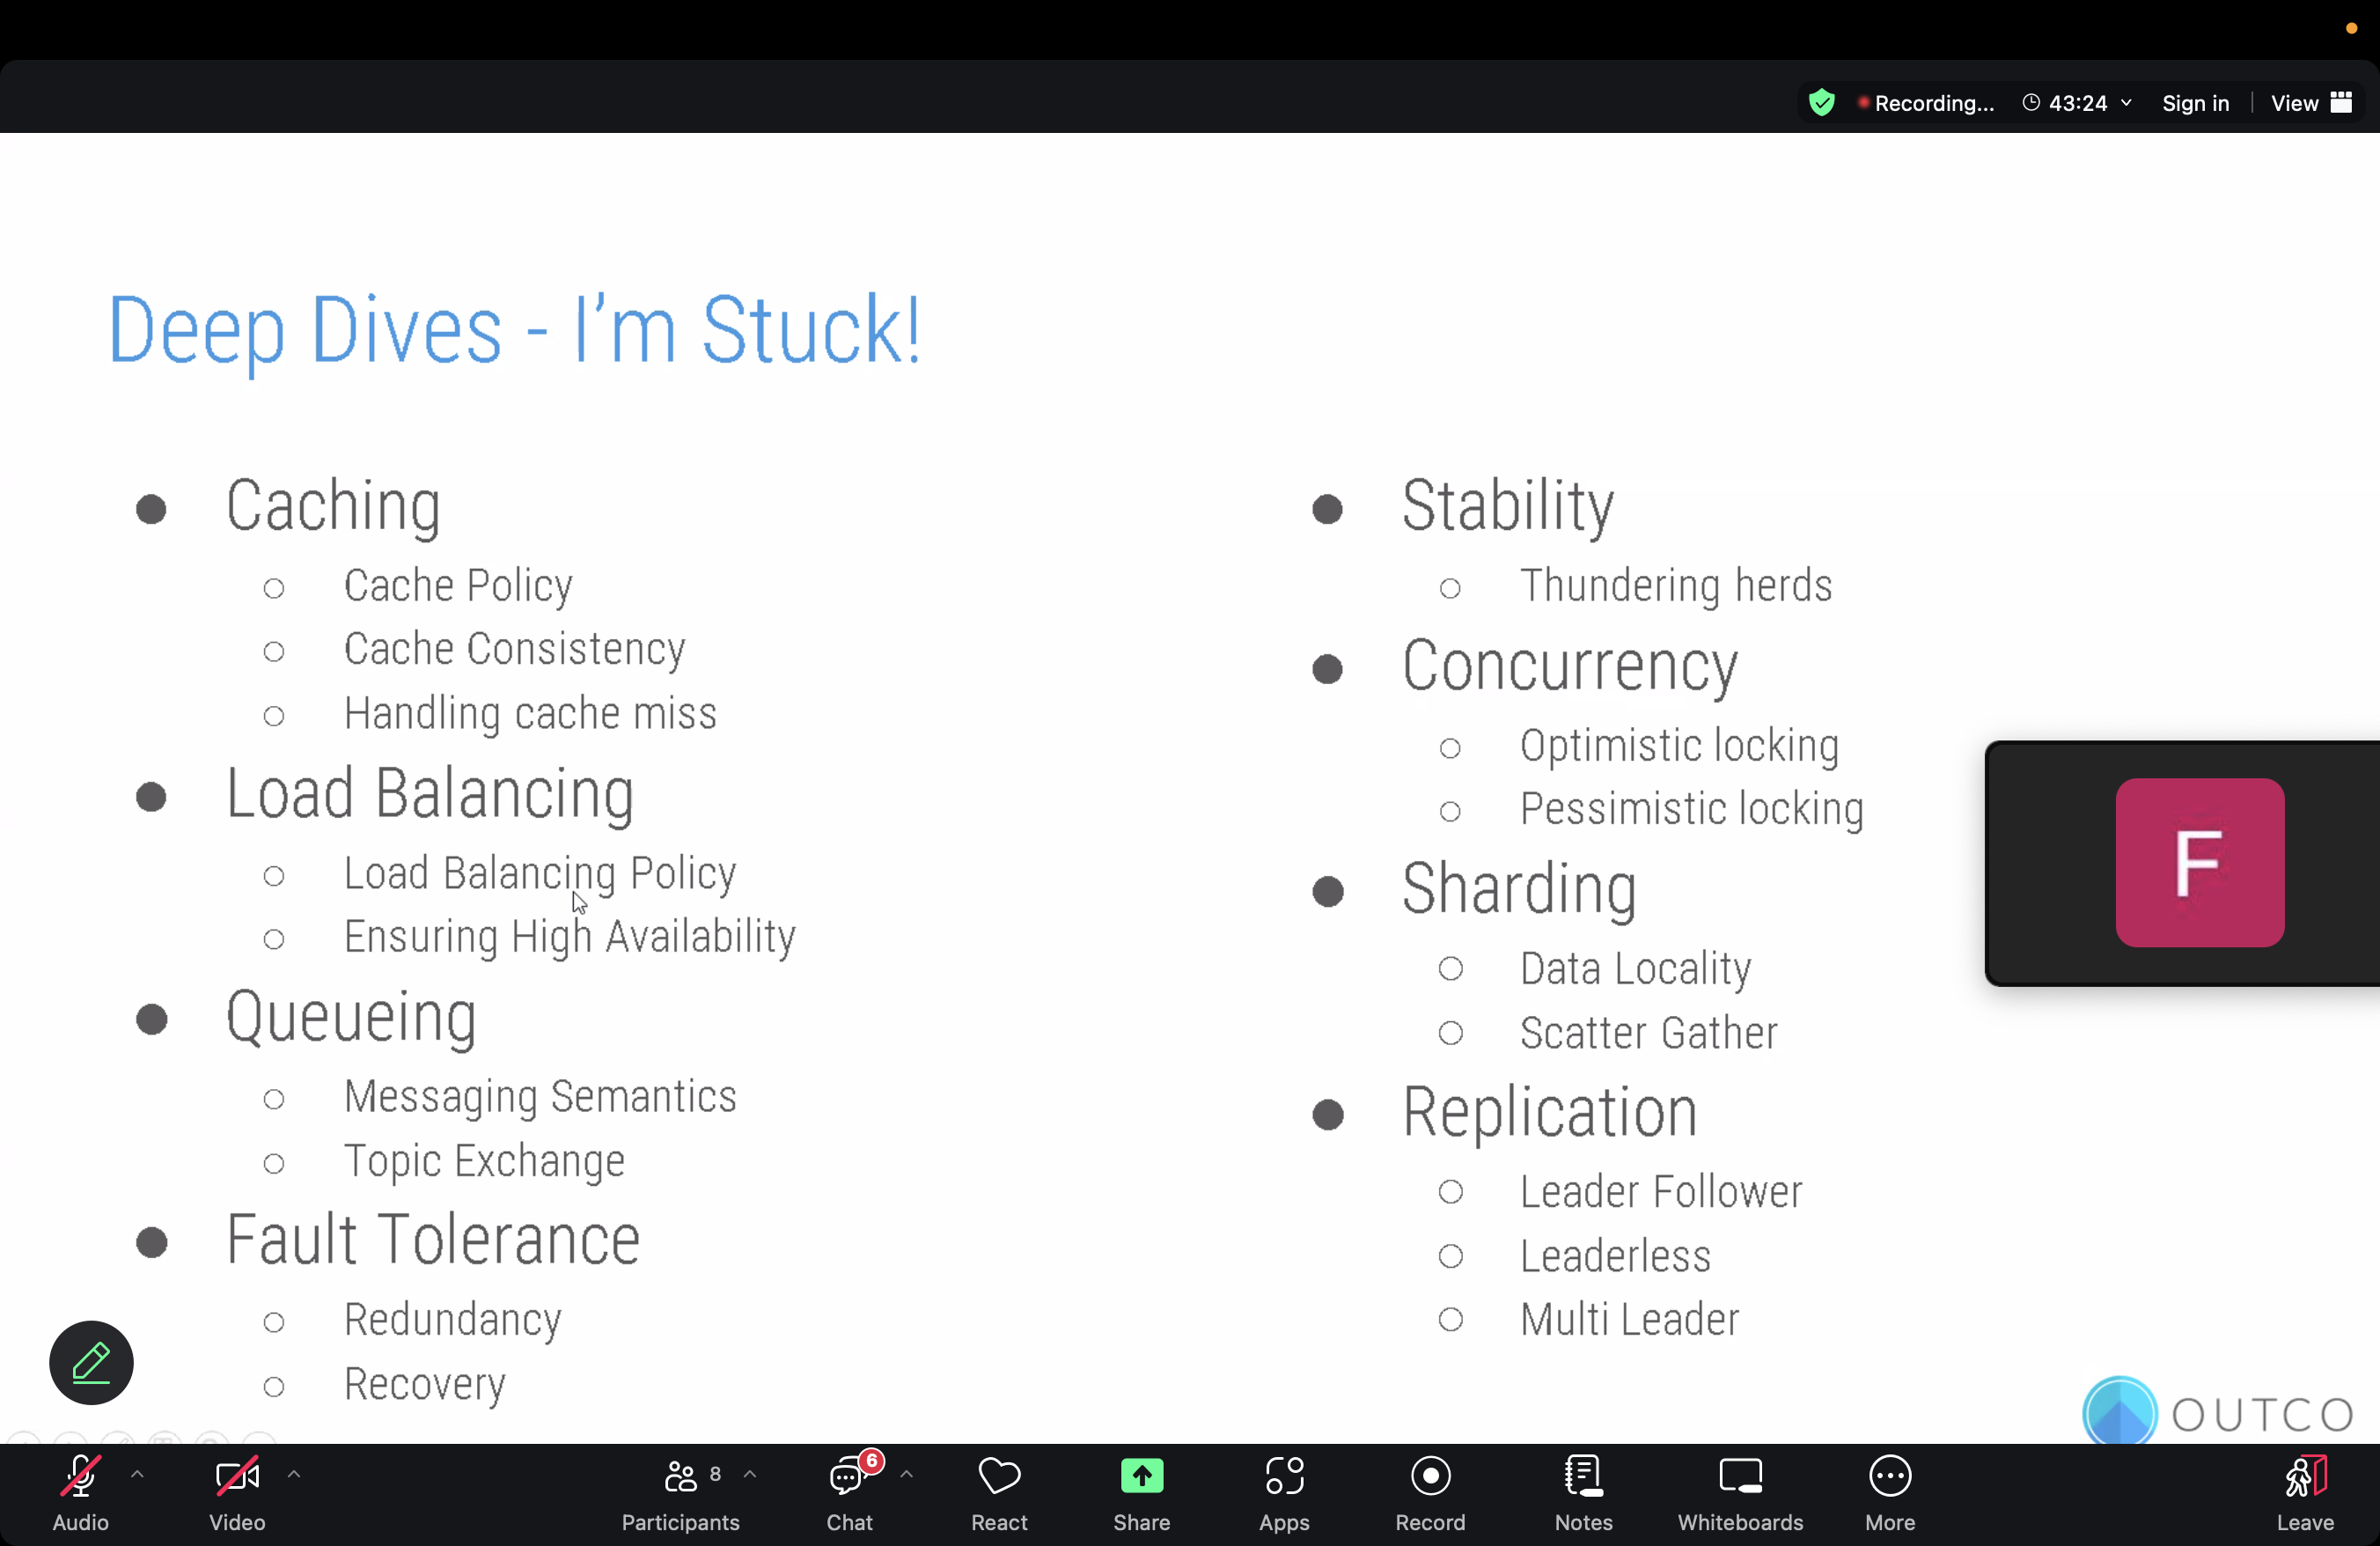 Recording...
43:24
Sign in
View
Deep Dives - I'm Stuck!
Caching
Cache Policy
Cache Consistency
Handling cache miss
Load Balancing
Load Balancing Policy
Ensuring High Availability
Queueing
Messaging Semantics
Topic Exchange
Fault Tolerance
Redundancy
Recovery
Stability
Thundering herds
Concurrency
Optimistic locking
Pessimistic locking
Sharding
Data Locality
Scatter Gather
Replication
Leader Follower
Leaderless
Multi Leader
F
OUTCO
8
6
Audio
Video
Participants
Chat
React
Share
Apps
Record
Notes
Whiteboards
More
Leave